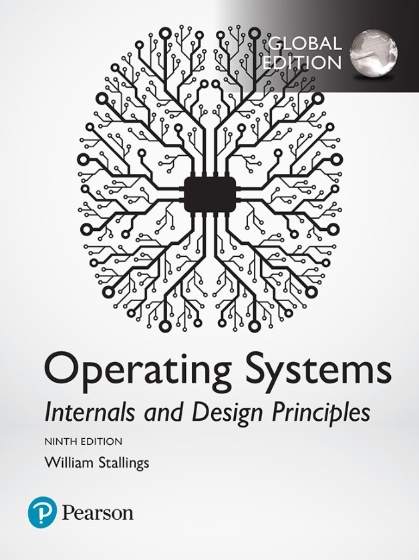 GLOBAL
EDITION
Operating Systems
Internals and Design Principles
NINTH EDITION
William Stallings
P Pearson